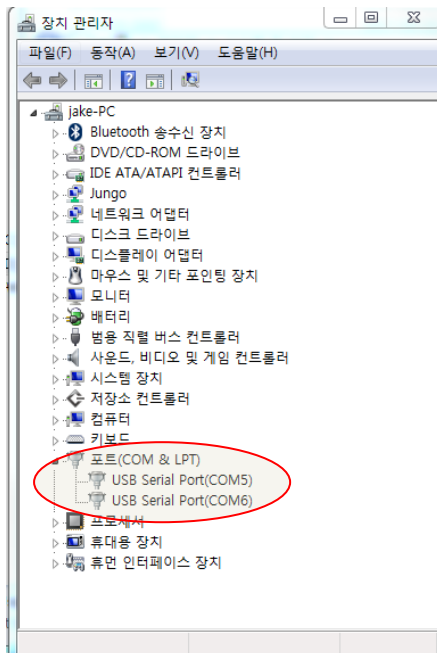 장치 관리자
파일(F) 동작(A) 보기(V) 도움말(H)
jake-PC
Bluetooth 송수신 장치
DVD/CD-ROM 드라이브
IDE ATA/ATAPI 컨트롤러
Jungo
네트워크 어댑터
디스크 드라이브
디스플레이 어댑터
마우스 및 기타 포인팅 장치
모니터
배터리
범용 직렬 버스 컨트롤러
사운드, 비디오 및 게임 컨트롤러
시스템 장치
저장소 컨트롤러
컴퓨터
키보드
포트(COM & LPT)
USB Serial Port(COM5)
USB Serial Port(COM6)
프로세서
휴대용 장치
휴먼 인터페이스 장치